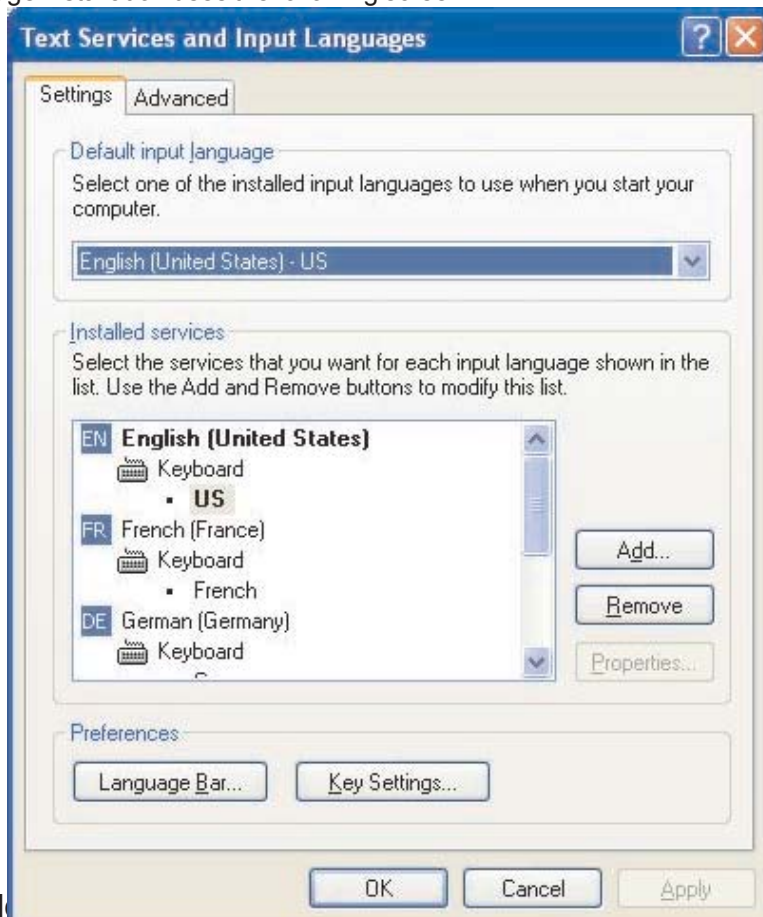 Text Services and Input Languages
Settings
Advanced
Default input language
Select one of the installed input languages to use when you start your
computer.
English (United States) - US
Installed services
Select the services that you want for each input language shown in the
list. Use the Add and Remove buttons to modify this list.
EN English (United States)
Keyboard
US
FR French (France)
Keyboard
French
DE German (Germany)
Keyboard
Add...
Remove
Properties...
Preferences
Language Bar...
Key Settings...
OK
Cancel
Apply